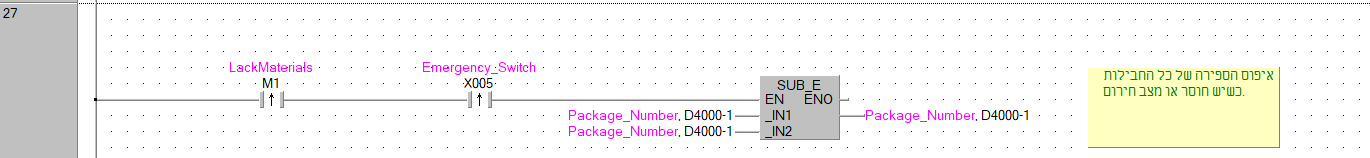 27
LackMaterials
M1
Emergency_Switch
X005
SUB_E
EN ENO
Package_Number, D4000-1
_IN1
Package_Number, D4000-1
Package_Number, D4000-1
_IN2
איפוס הספירה של כל החבילות
כשיש חוסר או מצב חירום.